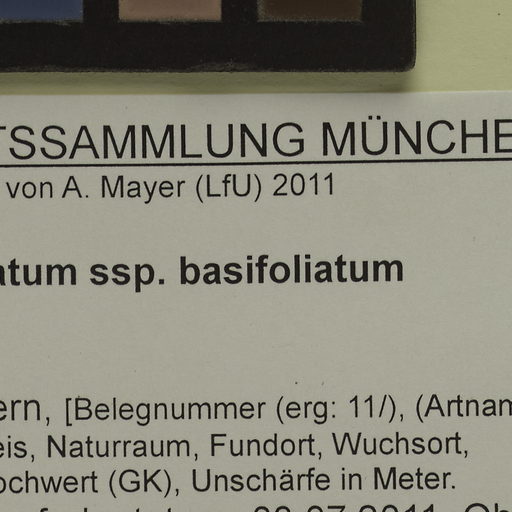 TSSAMMLUNG MÜNCHE
von A. Mayer (LfU) 2011
atum ssp. basifoliatum
ern, [Belegnummer (erg: 11/), (Artnam
eis, Naturraum, Fundort, Wuchsort,
ochwert (GK), Unschärfe in Meter.